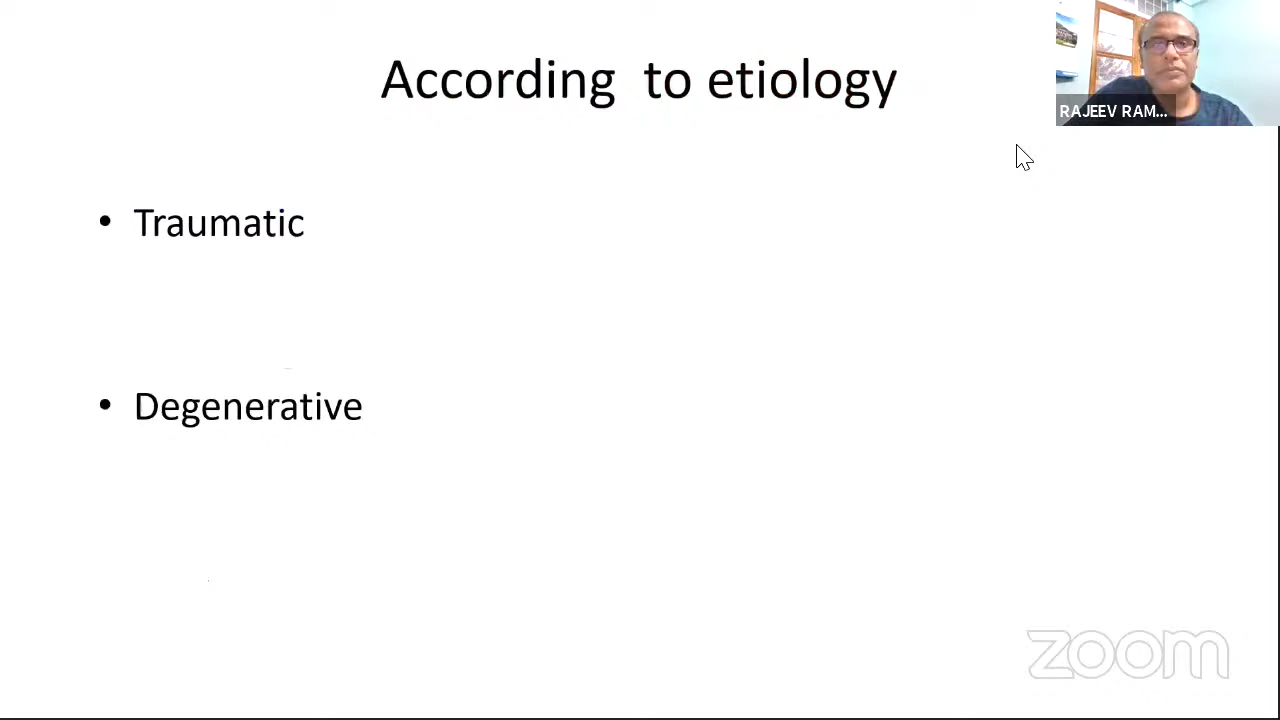 According  to etiology
RAJEEV RAM...
• Traumatic
• Degenerative
zoom